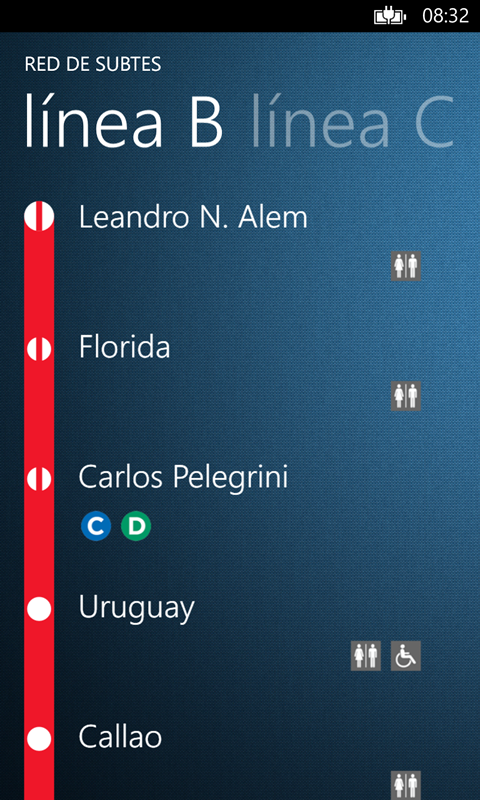 08:32
RED DE SUBTES
línea B línea C
Leandro N. Alem
Florida
Carlos Pelegrini
C D
Uruguay
Callao